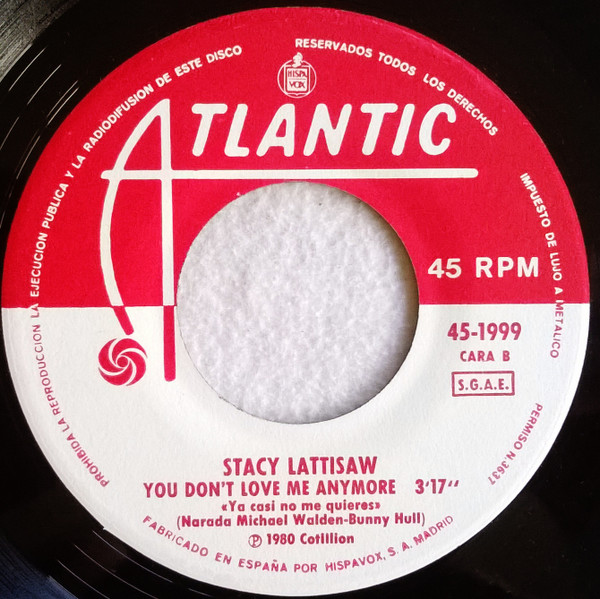 PROHIBIDA LA REPRODUCCION LA EJECUCION PUBLICA Y LA RADIODIFUSION DE ESTE DISCO
RESERVADOS TODOS LOS DERECHOS
IMPUESTO DE LUJO A METALICO
PERMISO N.3637
HISPA
VOX
ATLANTIC
45 RPM
45-1999
CARA B
S.G.A.E.
STACY LATTISAW
YOU DON'T LOVE ME ANYMORE 3'17''
«Ya casi no me quieres»
(Narada Michael Walden-Bunny Hull)
Ⓟ 1980 Cotillion
FABRICADO EN ESPAÑA POR HISPAVOX, S. A. MADRID